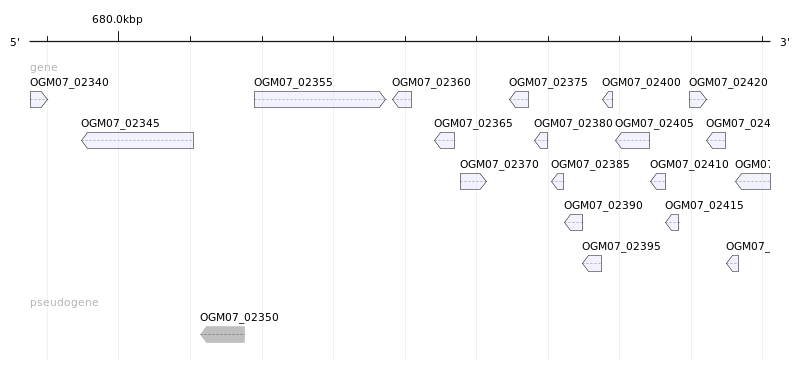 680.0kbp
5' 3'
gene
OGM07_02340 OGM07_02355 OGM07_02360 OGM07_02375 OGM07_02400 OGM07_02420
OGM07_02345 OGM07_02365 OGM07_02380 OGM07_02405 OGM07_024
OGM07_02370 OGM07_02385 OGM07_02410 OGM07
OGM07_02390 OGM07_02415
OGM07_02395 OGM07_
pseudogene
OGM07_02350